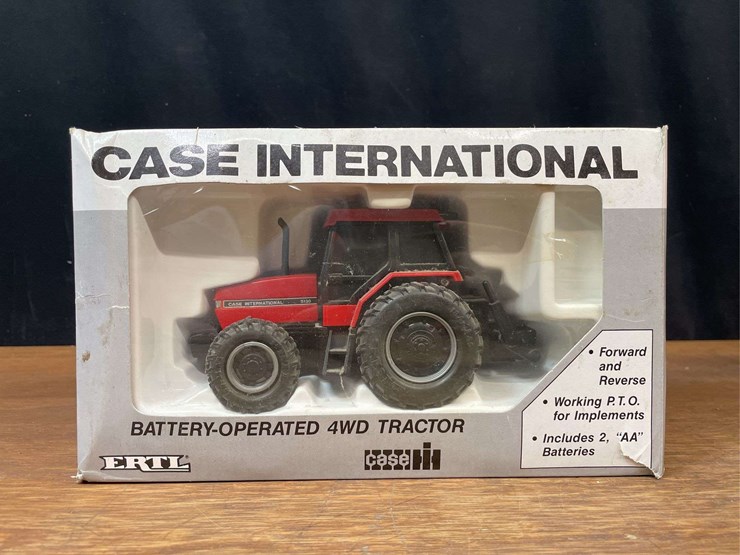 CASE INTERNATIONAL
CASE INTERNATIONAL
BATTERY-OPERATED 4WD TRACTOR
• Forward
and
Reverse
• Working P.T.O.
for Implements
• Includes 2, "AA"
Batteries
ERTL
case IH